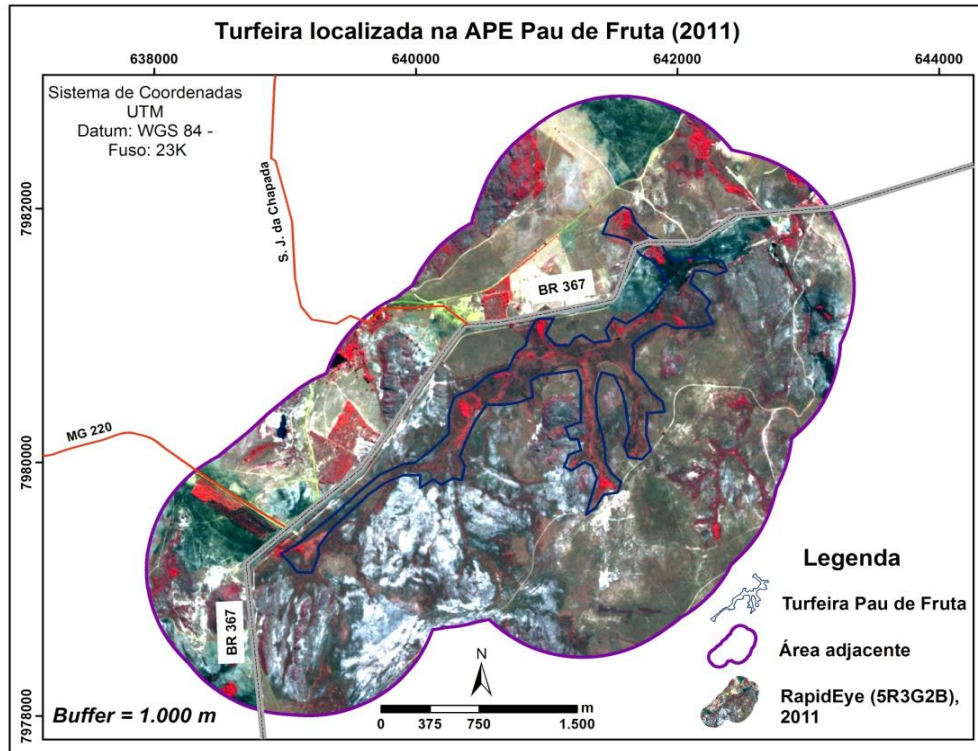 Turfeira localizada na APE Pau de Fruta (2011)
638000
640000
642000
644000
Sistema de Coordenadas
UTM
Datum: WGS 84 -
Fuso: 23K
7982000
7980000
7978000
S. J. da Chapada
BR 367
MG 220
BR 367
Legenda
Turfeira Pau de Fruta
Área adjacente
RapidEye (5R3G2B),
2011
N
m
0 375 750 1.500
Buffer = 1.000 m